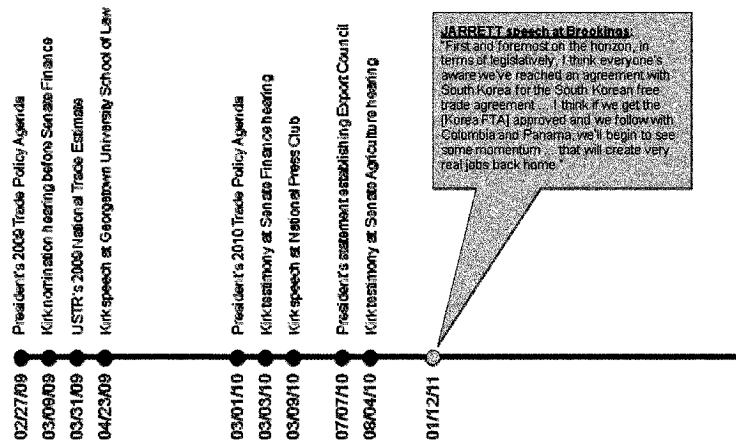 JARRETT speech at Brookings:
"First and foremost on the horizon, in
terms of legislatively, I think everyone's
aware we've reached an agreement with
South Korea for the South Korean free
trade agreement ... I think if we get the
[Korea FTA] approved and we follow with
Colombia and Panama, we'll begin to see
some momentum ... that will create very
real jobs back home
President's 2009 Trade Policy Agenda
Kirk nomination hearing before Senate Finance
USTR's 2009 National Trade Estimate
Kirk speech at Georgetown University School of Law
President's 2010 Trade Policy Agenda
Kirk testimony at Senate Finance hearing
Kirk speech at National Press Club
President's statement establishing Export Council
Kirk testimony at Senate Agriculture hearing
02/27/09
03/09/09
03/31/09
04/23/09
03/01/10
03/03/10
03/09/10
07/07/10
08/04/10
01/12/11